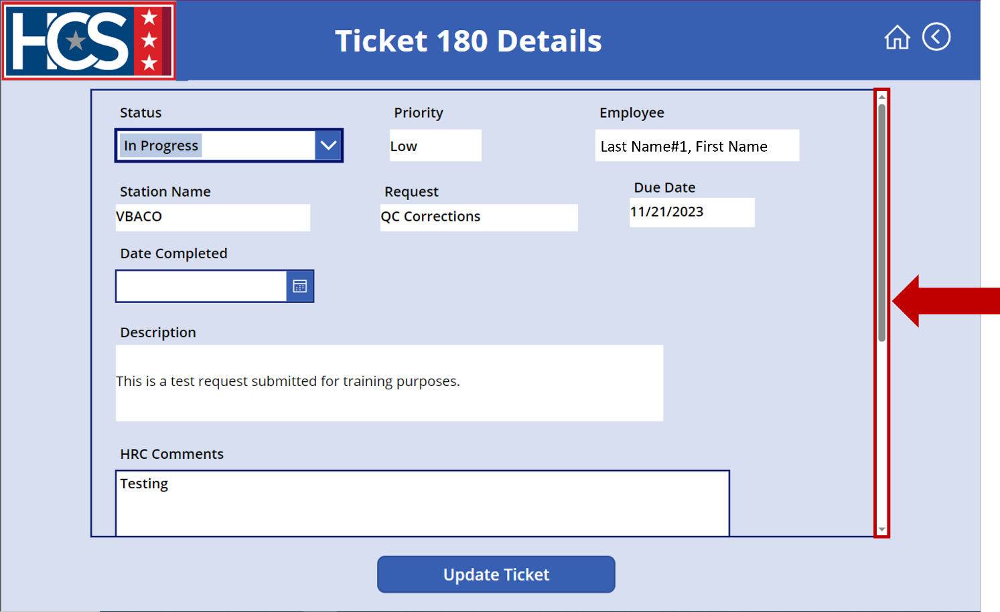 HCS
Ticket 180 Details
Status
Priority
Employee
In Progress
Low
Last Name#1, First Name
Station Name
Request
Due Date
VBACO
QC Corrections
11/21/2023
Date Completed
Description
This is a test request submitted for training purposes.
HRC Comments
Testing
Update Ticket